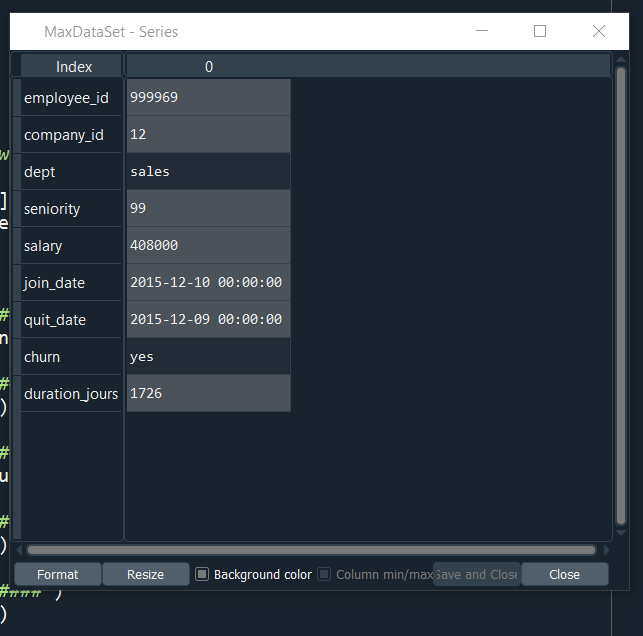 MaxDataSet - Series
Index 0
employee_id 999969
company_id 12
dept sales
seniority 99
salary 408000
join_date 2015-12-10 00:00:00
quit_date 2015-12-09 00:00:00
churn yes
duration_jours 1726
Format Resize Background color Column min/max Save and Close Close
w
]
e
#
n
#
)
#
u
#
)
####')
)